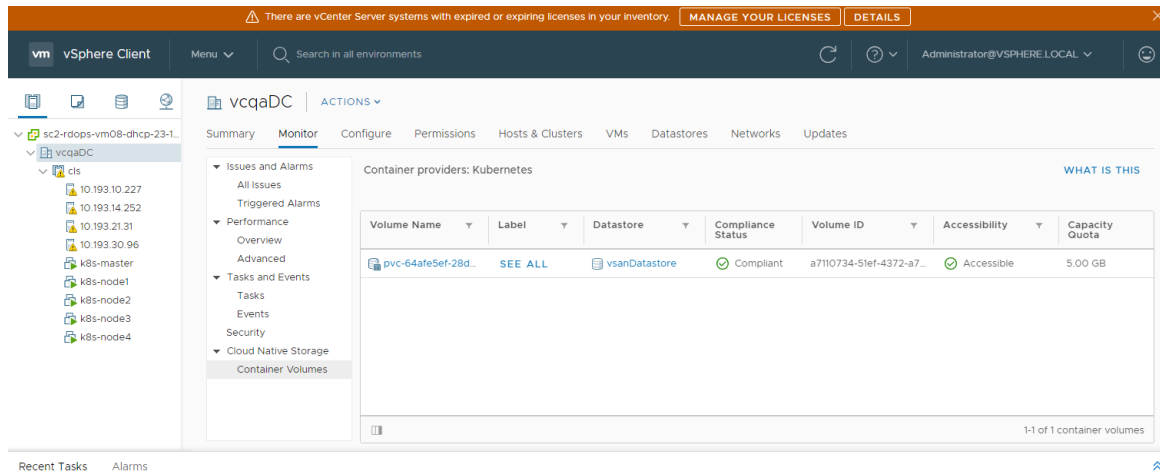 There are vCenter Server systems with expired or expiring licenses in your inventory. MANAGE YOUR LICENSES DETAILS
vm vSphere Client Menu Search in all environments Administrator@VSPHERE.LOCAL
sc2-rdops-vm08-dhcp-23-1...
vcqaDC
cls
10.193.10.227
10.193.14.252
10.193.21.31
10.193.30.96
k8s-master
k8s-node1
k8s-node2
k8s-node3
k8s-node4
vcqaDC ACTIONS
Summary Monitor Configure Permissions Hosts & Clusters VMs Datastores Networks Updates
Issues and Alarms
All Issues
Triggered Alarms
Performance
Overview
Advanced
Tasks and Events
Tasks
Events
Security
Cloud Native Storage
Container Volumes
Container providers: Kubernetes WHAT IS THIS
Volume Name Label Datastore Compliance Status Volume ID Accessibility Capacity Quota
pvc-64afe5ef-28d... SEE ALL vsanDatastore Compliant a7110734-51ef-4372-a7... Accessible 5.00 GB
1-1 of 1 container volumes
Recent Tasks Alarms